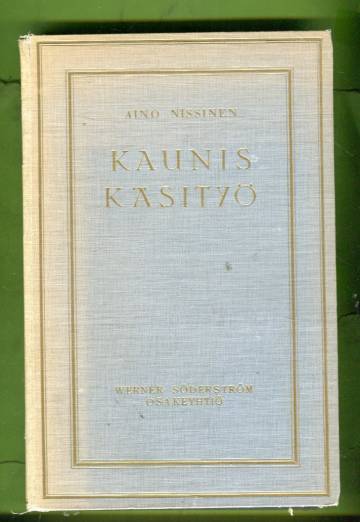 AINO NISSINEN
KAUNIS
KÄSITYÖ
WERNER SÖDERSTRÖM
OSAKEYHTIÖ